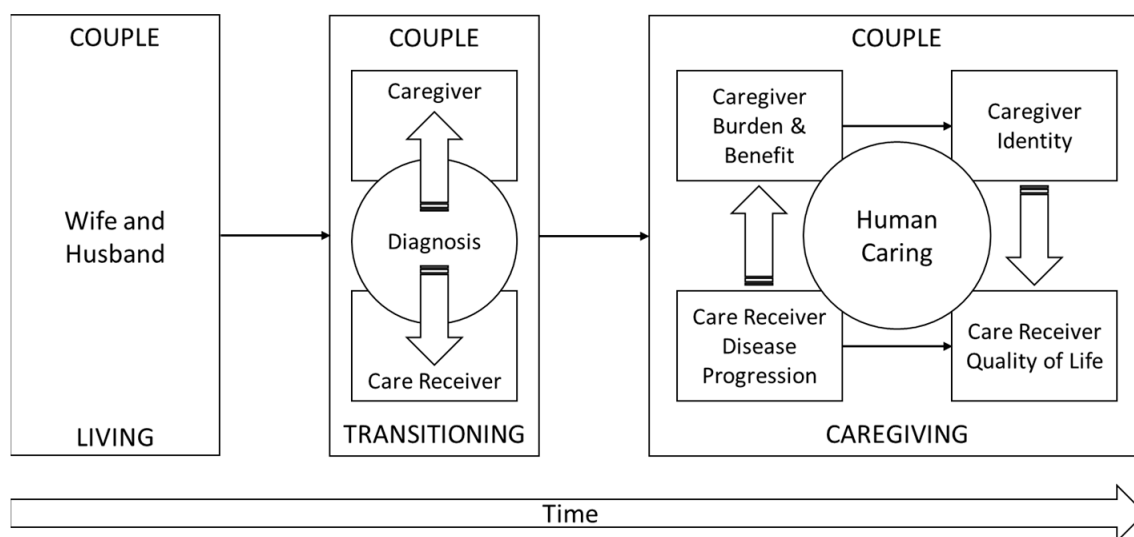 COUPLE
Wife and
Husband
LIVING
COUPLE
Caregiver
Diagnosis
Care Receiver
TRANSITIONING
COUPLE
Caregiver
Burden &
Benefit
Caregiver
Identity
Human
Caring
Care Receiver
Disease
Progression
Care Receiver
Quality of Life
CAREGIVING
Time